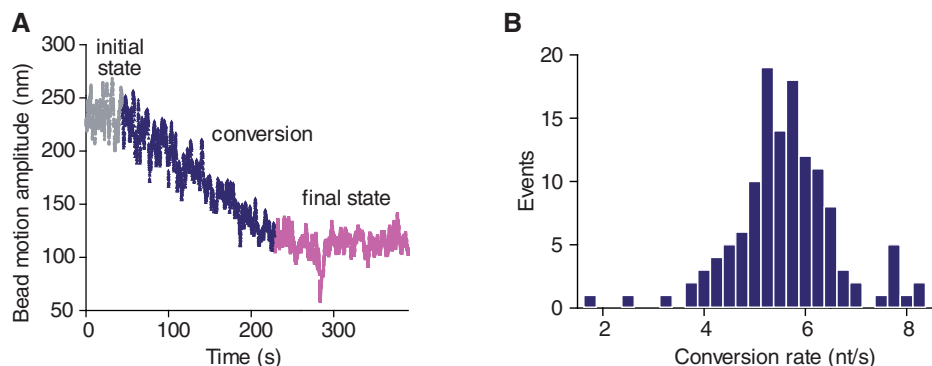 A
B
300
250
200
150
100
50
Bead motion amplitude (nm)
initial
state
conversion
final state
0
100
200
300
Time (s)
20
15
10
5
0
Events
2
4
6
8
Conversion rate (nt/s)